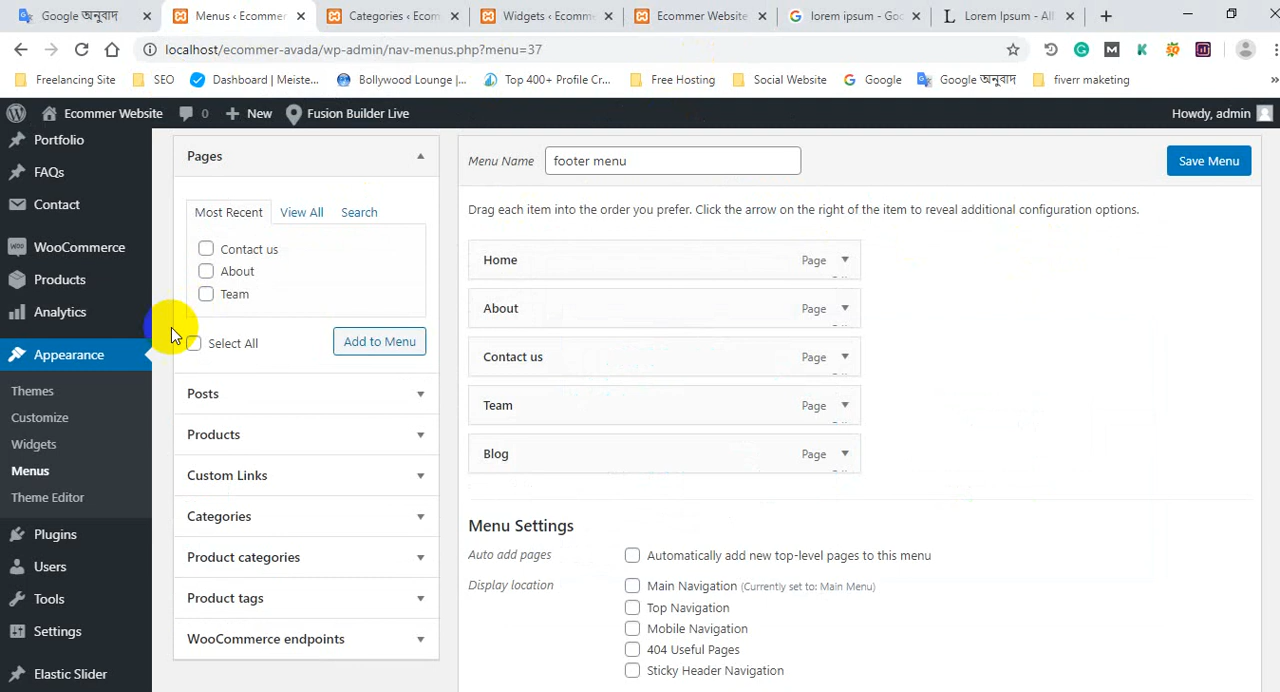 Google অনুবাদ
Menus ‹ Ecommer
Categories ‹ Ecom
Widgets ‹ Ecomme
Ecommer Website
lorem ipsum - Goo
Lorem Ipsum - All
localhost/ecommer-avada/wp-admin/nav-menus.php?menu=37
Freelancing Site
SEO
Dashboard | Meiste...
Bollywood Lounge |...
Top 400+ Profile Cr...
Free Hosting
Social Website
Google
Google অনুবাদ
fiverr maketing
»
Ecommer Website
0
New
Fusion Builder Live
Howdy, admin
Portfolio
FAQs
Contact
WooCommerce
Products
Analytics
Appearance
Themes
Customize
Widgets
Menus
Theme Editor
Plugins
Users
Tools
Settings
Elastic Slider
Pages
Most Recent
View All
Search
Contact us
About
Team
Select All
Add to Menu
Posts
Products
Custom Links
Categories
Product categories
Product tags
WooCommerce endpoints
Menu Name
footer menu
Save Menu
Drag each item into the order you prefer. Click the arrow on the right of the item to reveal additional configuration options.
Home Page
About Page
Contact us Page
Team Page
Blog Page
Menu Settings
Auto add pages
Automatically add new top-level pages to this menu
Display location
Main Navigation (Currently set to: Main Menu)
Top Navigation
Mobile Navigation
404 Useful Pages
Sticky Header Navigation